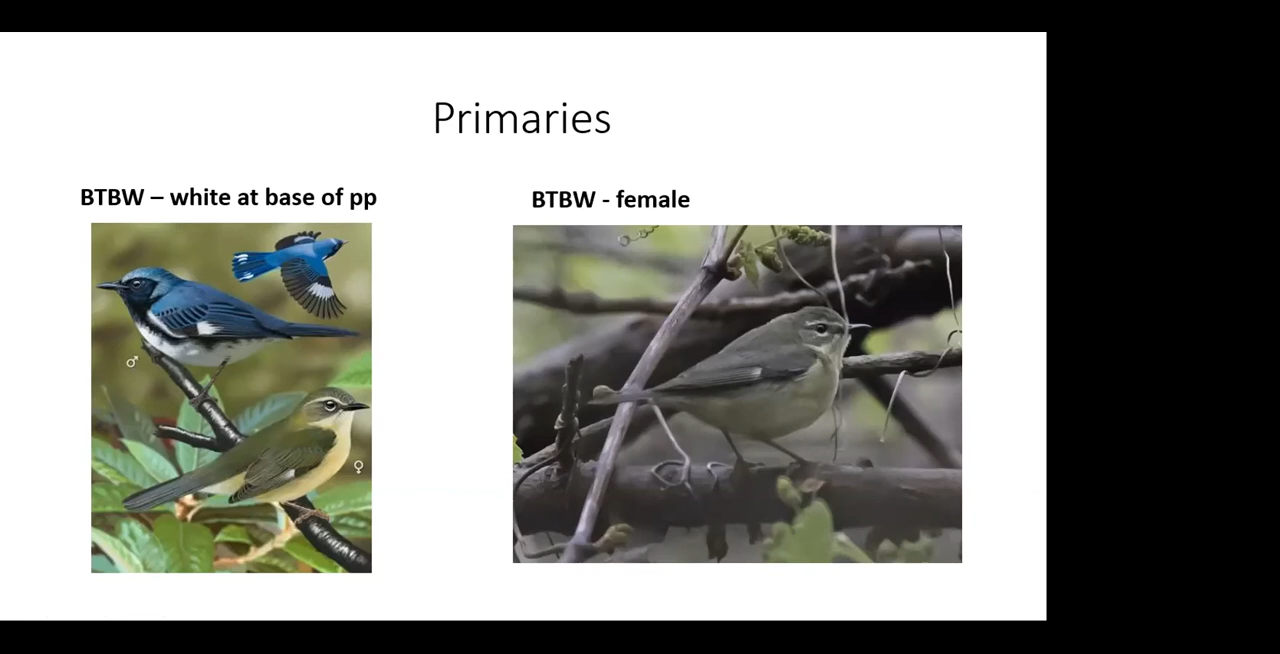 Primaries
BTBW – white at base of pp
BTBW - female
♂
♀